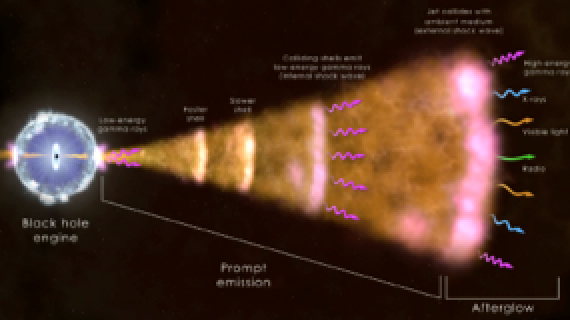 Jet collides with
ambient medium
(external shock wave)
Colliding shells emit
low-energy gamma rays
(internal shock wave)
High-energy
gamma rays
X-rays
Slower
shell
Faster
shell
Low-energy
gamma rays
Visible light
Radio
Black hole
engine
Prompt
emission
Afterglow